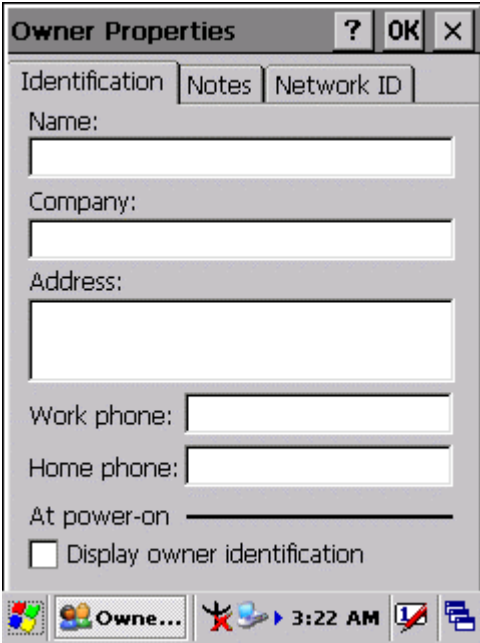 Owner Properties ? OK ×
Identification Notes Network ID
Name:
Company:
Address:
Work phone:
Home phone:
At power-on
Display owner identification
Owne... 3:22 AM